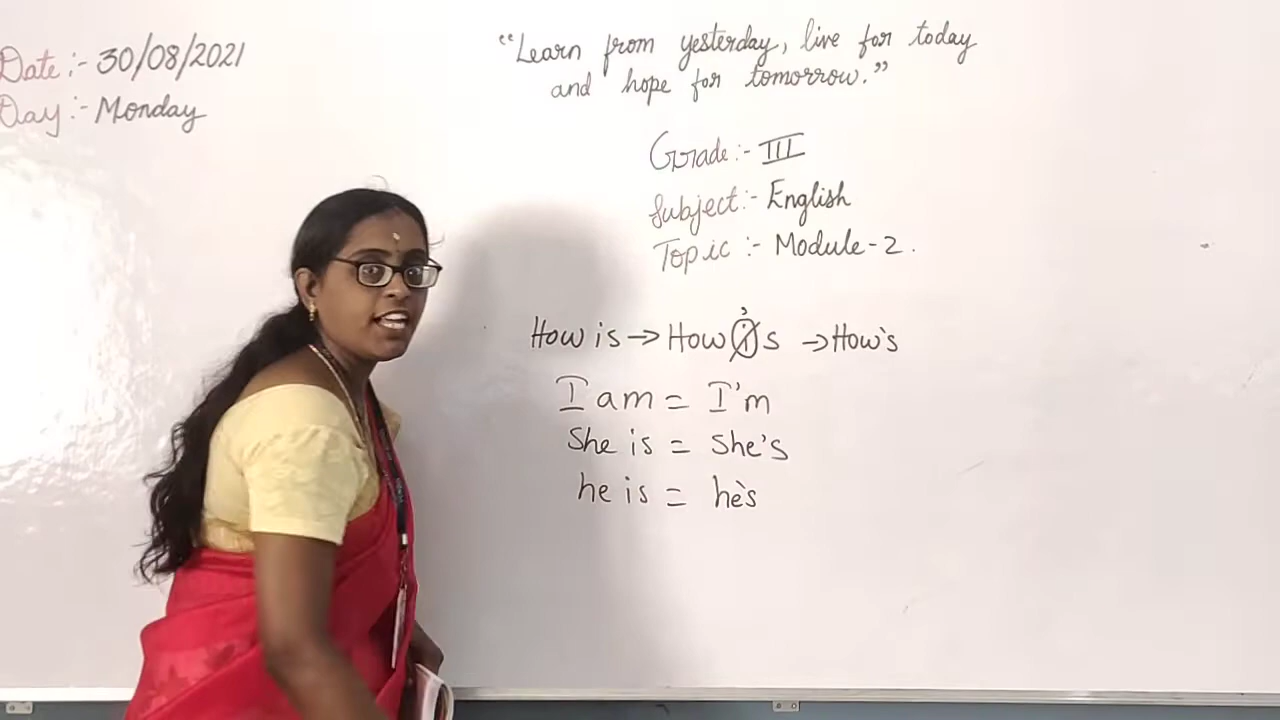 Date:- 30/08/2021
Day:- Monday
“Learn from yesterday, live for today
and hope for tomorrow.”
Grade:- III
Subject:- English
Topic:- Module-2.
How is → How i's → How's
I am = I'm
She is = She's
he is = he's